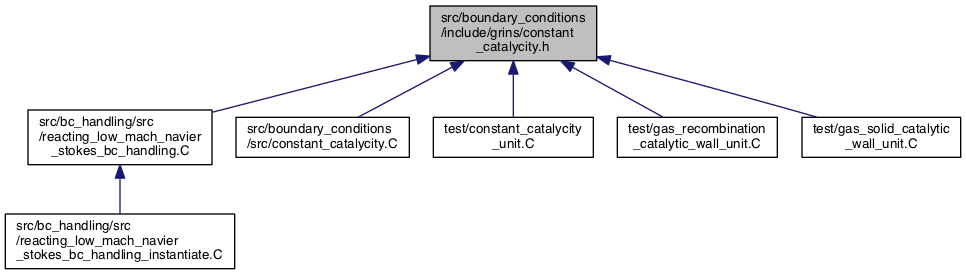 src/boundary_conditions
/include/grins/constant
_catalycity.h
src/bc_handling/src
/reacting_low_mach_navier
_stokes_bc_handling.C
src/boundary_conditions
/src/constant_catalycity.C
test/constant_catalycity
_unit.C
test/gas_recombination
_catalytic_wall_unit.C
test/gas_solid_catalytic
_wall_unit.C
src/bc_handling/src
/reacting_low_mach_navier
_stokes_bc_handling_instantiate.C